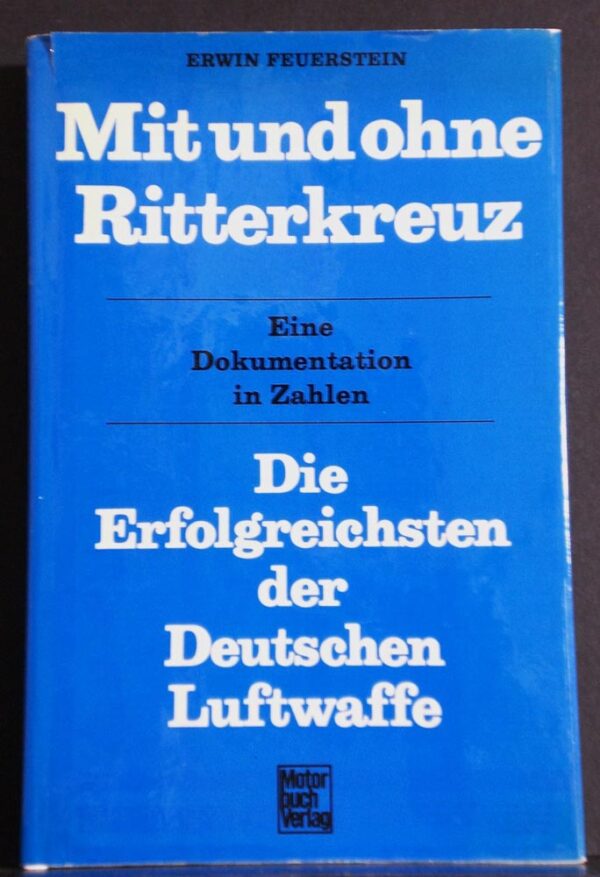 ERWIN FEUERSTEIN
Mit und ohne
Ritterkreuz
Eine
Dokumentation
in Zahlen
Die
Erfolgreichsten
der
Deutschen
Luftwaffe
Motor
buch
Verlag